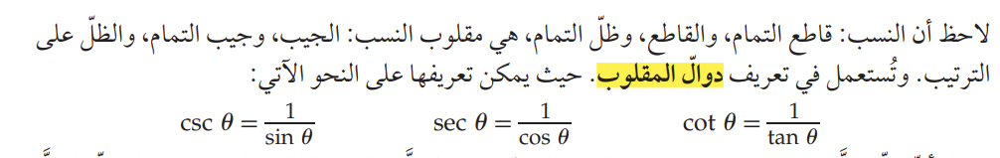 لاحظ أن النسب: قاطع التمام، والقاطع، وظلّ التمام، هي مقلوب النسب: الجيب، وجيب التمام، والظلّ على
الترتيب. وتُستعمل في تعريف دوالّ المقلوب. حيث يمكن تعريفها على النحو الآتي:
csc θ = 1/sin θ sec θ = 1/cos θ cot θ = 1/tan θ